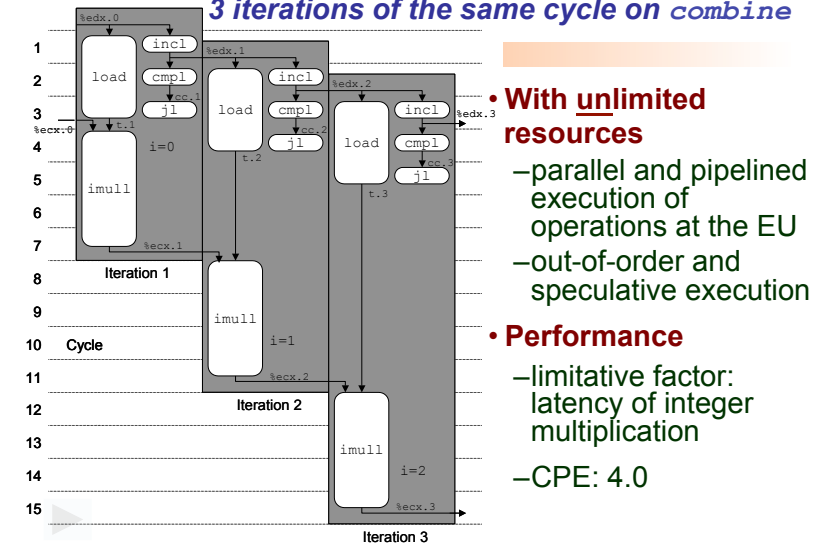 3 iterations of the same cycle on combine
%edx.0
1
incl
%edx.1
load
2
cmpl
incl
%edx.2
cc.1
load
3
jl
cmpl
incl
%edx.3
%ecx.0
t.1
cc.2
load
4
i=0
jl
cmpl
t.2
cc.3
5
imull
jl
t.3
6
7
%ecx.1
8
Iteration 1
9
imull
10
Cycle
i=1
11
%ecx.2
12
Iteration 2
13
imull
14
i=2
15
%ecx.3
Iteration 3
• With unlimited
resources
–parallel and pipelined
execution of
operations at the EU
–out-of-order and
speculative execution
• Performance
–limitative factor:
latency of integer
multiplication
–CPE: 4.0